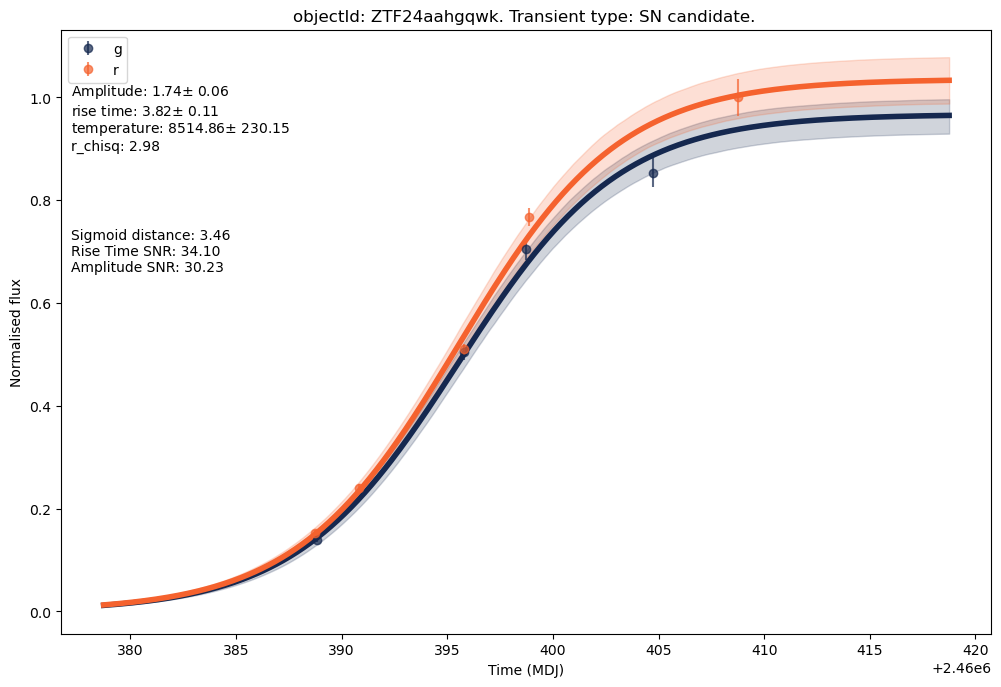 objectId: ZTF24aahgqwk. Transient type: SN candidate.
g
r
Amplitude: 1.74± 0.06
rise time: 3.82± 0.11
temperature: 8514.86± 230.15
r_chisq: 2.98
Sigmoid distance: 3.46
Rise Time SNR: 34.10
Amplitude SNR: 30.23
Normalised flux
1.0
0.8
0.6
0.4
0.2
0.0
380 385 390 395 400 405 410 415 420
Time (MDJ)
+2.46e6